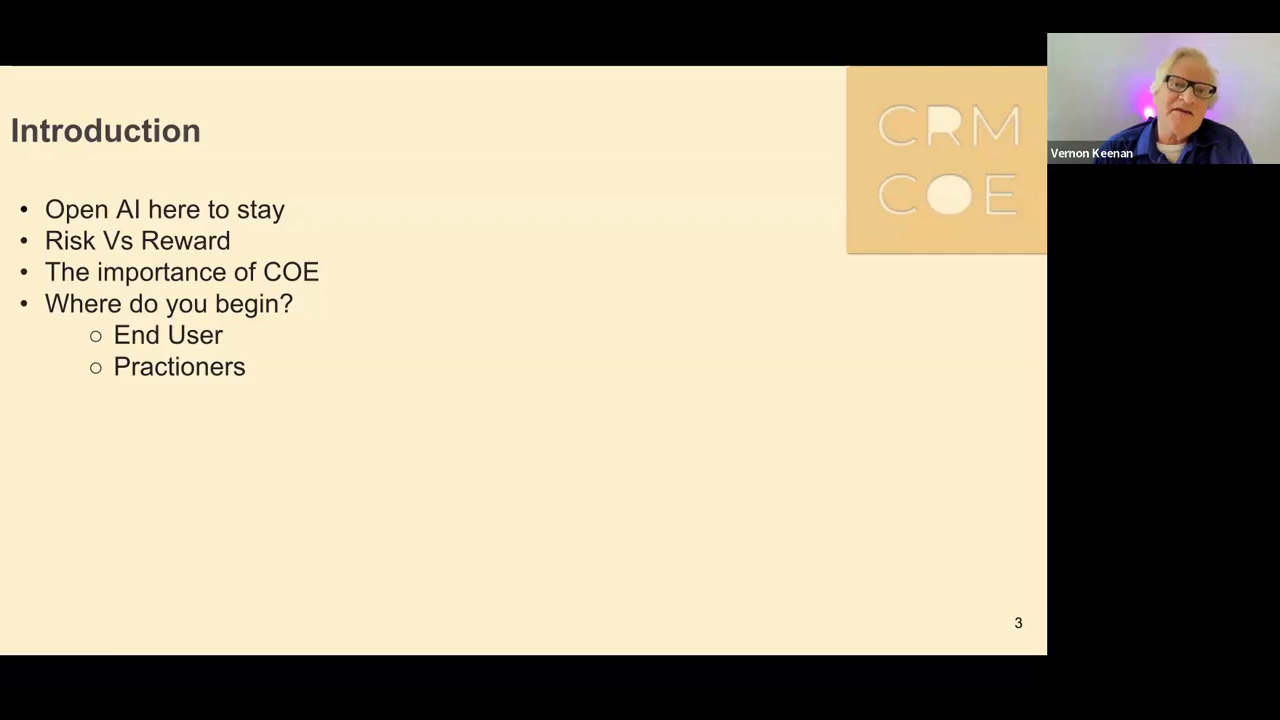 Introduction
CRM
COE
Vernon Keenan
• Open AI here to stay
• Risk Vs Reward
• The importance of COE
• Where do you begin?
○ End User
○ Practioners
3